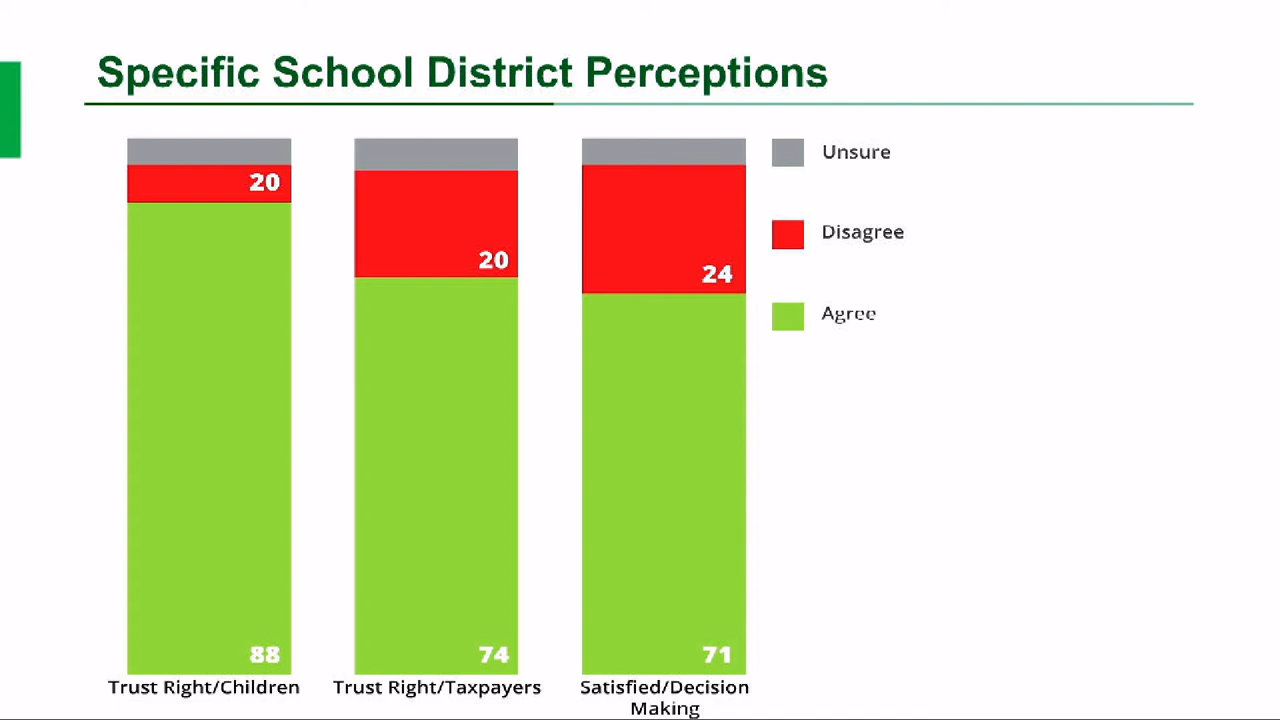 Specific School District Perceptions
20
88
Trust Right/Children
20
74
Trust Right/Taxpayers
24
71
Satisfied/Decision
Making
Unsure
Disagree
Agree